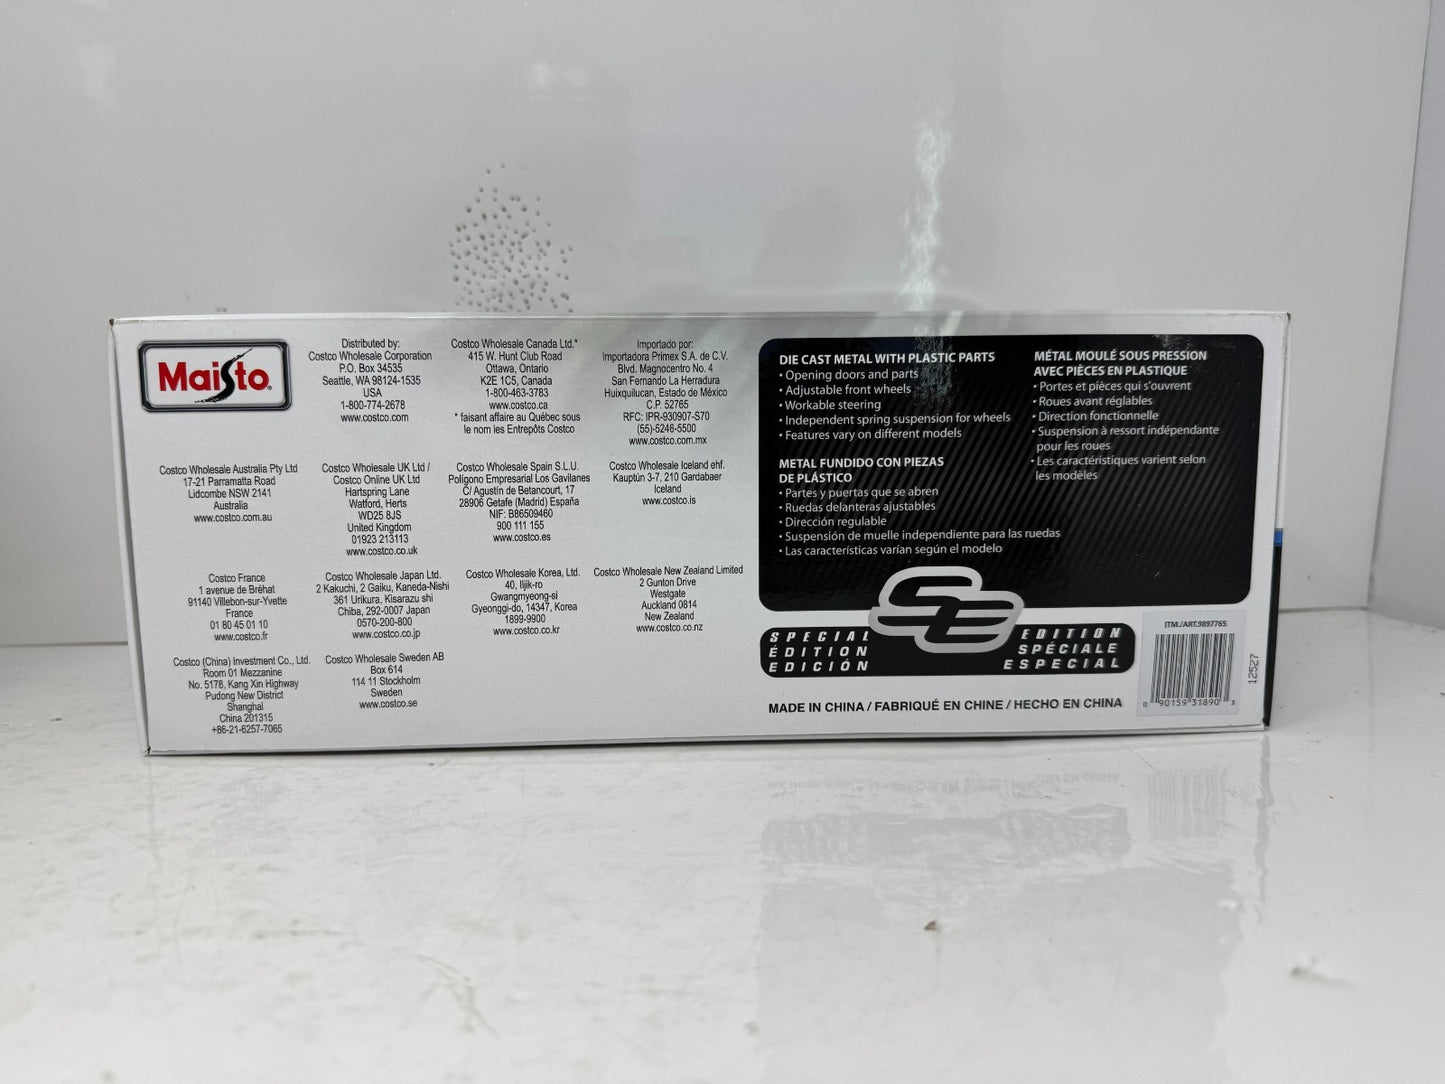 Maisto
Distributed by:
Costco Wholesale Corporation
P.O. Box 34535
Seattle, WA 98124-1535
USA
1-800-774-2678
www.costco.com
Costco Wholesale Canada Ltd.*
415 W. Hunt Club Road
Ottawa, Ontario
K2E 1C5, Canada
1-800-463-3783
www.costco.ca
* faisant affaire au Québec sous
le nom les Entrepôts Costco
Importado por:
Importadora Primex S.A. de C.V.
Blvd. Magnocentro No. 4
San Fernando La Herradura
Huixquilucan, Estado de México
C.P. 52765
RFC: IPR-930907-S70
(55)-5246-5500
www.costco.com.mx
Costco Wholesale Australia Pty Ltd
17-21 Parramatta Road
Lidcombe NSW 2141
Australia
www.costco.com.au
Costco Wholesale UK Ltd /
Costco Online UK Ltd
Hartspring Lane
Watford, Herts
WD25 8JS
United Kingdom
01923 213113
www.costco.co.uk
Costco Wholesale Spain S.L.U.
Polígono Empresarial Los Gavilanes
C/ Agustín de Betancourt, 17
28906 Getafe (Madrid) España
NIF: B86509460
900 111 155
www.costco.es
Costco Wholesale Iceland ehf.
Kauptún 3-7, 210 Gardabaer
Iceland
www.costco.is
Costco France
1 avenue de Bréhat
91140 Villebon-sur-Yvette
France
01 80 45 01 10
www.costco.fr
Costco Wholesale Japan Ltd.
2 Kakuchi, 2 Gaiku, Kaneda-Nishi
361 Urikura, Kisarazu shi
Chiba, 292-0007 Japan
0570-200-800
www.costco.co.jp
Costco Wholesale Korea, Ltd.
40, Iljik-ro
Gwangmyeong-si
Gyeonggi-do, 14347, Korea
1899-9900
www.costco.co.kr
Costco Wholesale New Zealand Limited
2 Gunton Drive
Westgate
Auckland 0814
New Zealand
www.costco.co.nz
Costco (China) Investment Co., Ltd.
Room 01 Mezzanine
No. 5178, Kang Xin Highway
Pudong New District
Shanghai
China 201315
+86-21-6257-7065
Costco Wholesale Sweden AB
Box 614
114 11 Stockholm
Sweden
www.costco.se
DIE CAST METAL WITH PLASTIC PARTS
• Opening doors and parts
• Adjustable front wheels
• Workable steering
• Independent spring suspension for wheels
• Features vary on different models
METAL FUNDIDO CON PIEZAS
DE PLÁSTICO
• Partes y puertas que se abren
• Ruedas delanteras ajustables
• Dirección regulable
• Suspensión de muelle independiente para las ruedas
• Las características varían según el modelo
MÉTAL MOULÉ SOUS PRESSION
AVEC PIÈCES EN PLASTIQUE
• Portes et pièces qui s'ouvrent
• Roues avant réglables
• Direction fonctionnelle
• Suspension à ressort indépendante
pour les roues
• Les caractéristiques varient selon
les modèles
SE
SPECIAL EDITION
ÉDITION SPÉCIALE
EDICIÓN ESPECIAL
MADE IN CHINA / FABRIQUÉ EN CHINE / HECHO EN CHINA
ITM./ART.9897765
0 90159 31890 3
12527